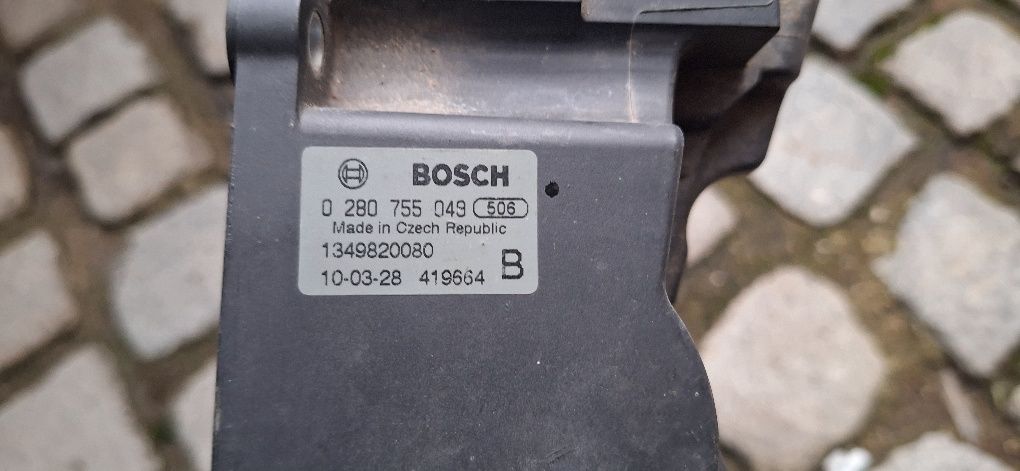 BOSCH
0 280 755 049 506
Made in Czech Republic
1349820080
10-03-28 419664 B